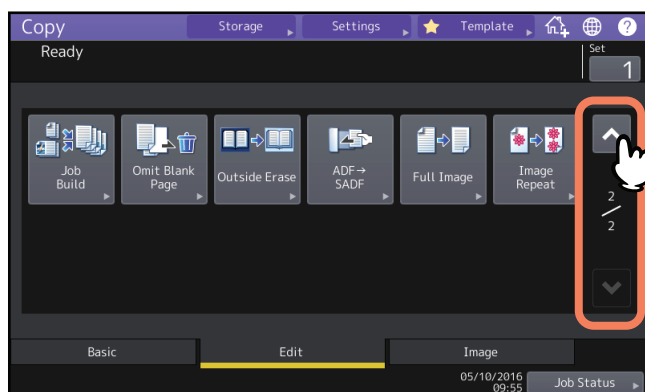 Copy
Storage
Settings
Template
?
Ready
Set
1
Job
Build
Omit Blank
Page
Outside Erase
ADF→
SADF
Full Image
Image
Repeat
2
2
Basic
Edit
Image
05/10/2016
09:55
Job Status